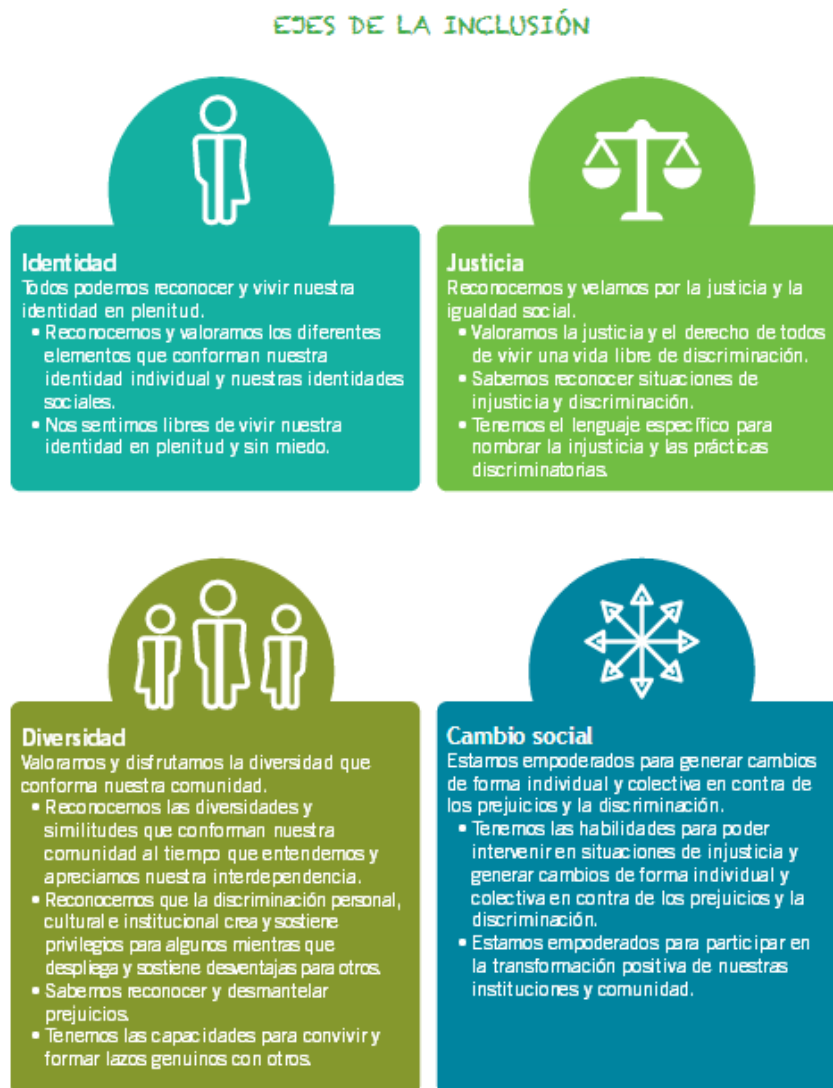 EJES DE LA INCLUSIÓN
Identidad
Todos podemos reconocer y vivir nuestra
identidad en plenitud.
• Reconocemos y valoramos los diferentes
elementos que conforman nuestra
identidad individual y nuestras identidades
sociales.
• Nos sentimos libres de vivir nuestra
identidad en plenitud y sin miedo.
Justicia
Reconocemos y velamos por la justicia y la
igualdad social.
• Valoramos la justicia y el derecho de todos
de vivir una vida libre de discriminación.
• Sabemos reconocer situaciones de
injusticia y discriminación.
• Tenemos el lenguaje específico para
nombrar la injusticia y las prácticas
discriminatorias.
Diversidad
Valoramos y disfrutamos la diversidad que
conforma nuestra comunidad.
• Reconocemos las diversidades y
similitudes que conforman nuestra
comunidad al tiempo que entendemos y
apreciamos nuestra interdependencia.
• Reconocemos que la discriminación personal,
cultural e institucional crea y sostiene
privilegios para algunos mientras que
despliega y sostiene desventajas para otros.
• Sabemos reconocer y desmantelar
prejuicios.
• Tenemos las capacidades para convivir y
formar lazos genuinos con otros.
Cambio social
Estamos empoderados para generar cambios
de forma individual y colectiva en contra de
los prejuicios y la discriminación.
• Tenemos las habilidades para poder
intervenir en situaciones de injusticia y
generar cambios de forma individual y
colectiva en contra de los prejuicios y la
discriminación.
• Estamos empoderados para participar en
la transformación positiva de nuestras
instituciones y comunidad.